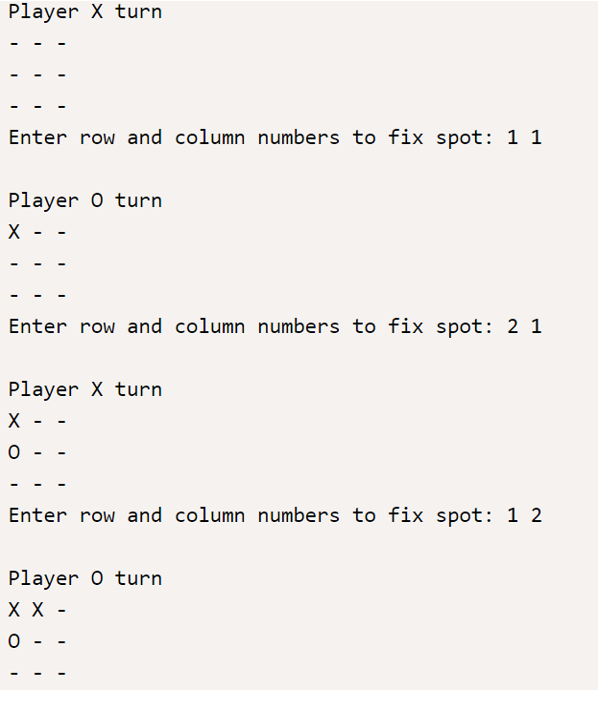 Player X turn
- - -
- - -
- - -
Enter row and column numbers to fix spot: 1 1
Player O turn
X - -
- - -
- - -
Enter row and column numbers to fix spot: 2 1
Player X turn
X - -
O - -
- - -
Enter row and column numbers to fix spot: 1 2
Player O turn
X X -
O - -
- - -